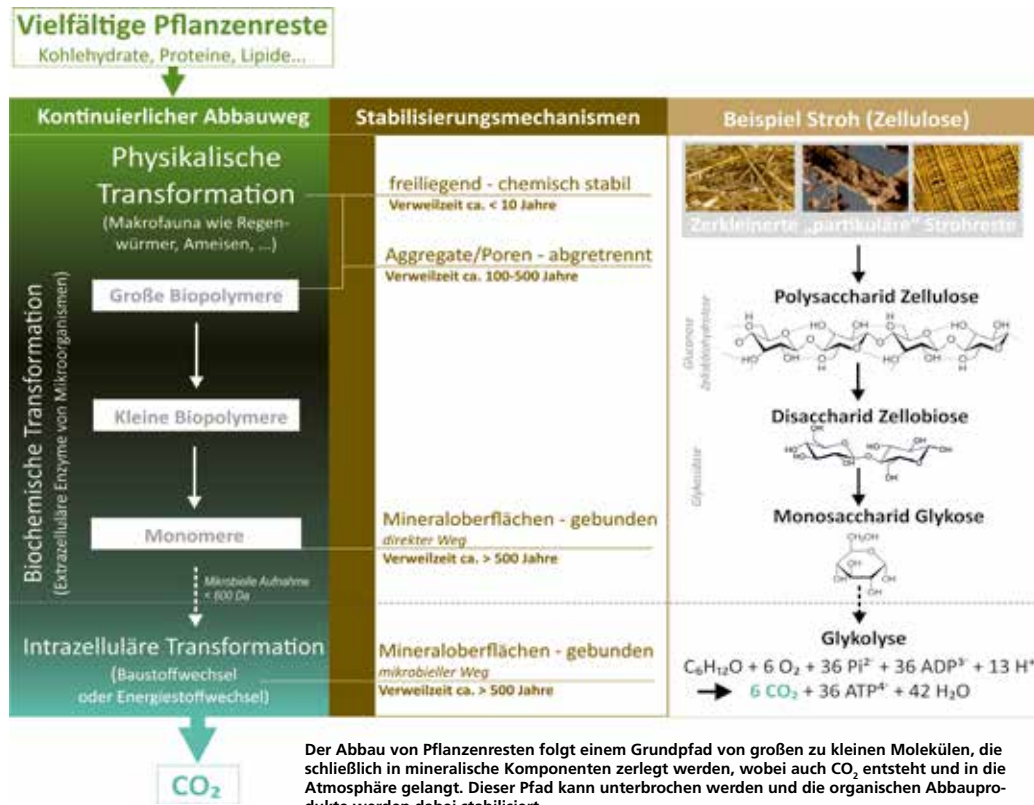 Vielfältige Pflanzenreste
Kohlehydrate, Proteine, Lipide...
Kontinuierlicher Abbauweg
Physikalische
Transformation
(Makrofauna wie Regen-
würmer, Ameisen, ...)
Große Biopolymere
Kleine Biopolymere
Monomere
Mikrobielle Aufnahme
< 600 Da
Biochemische Transformation
(Extrazelluläre Enzyme von Mikroorganismen)
Intrazelluläre Transformation
(Baustoffwechsel
oder Energiestoffwechsel)
CO₂
Stabilisierungsmechanismen
freiliegend - chemisch stabil
Verweilzeit ca. < 10 Jahre
Aggregate/Poren - abgretrennt
Verweilzeit ca. 100-500 Jahre
Mineraloberflächen - gebunden
direkter Weg
Verweilzeit ca. > 500 Jahre
Mineraloberflächen - gebunden
mikrobieller Weg
Verweilzeit ca. > 500 Jahre
Beispiel Stroh (Zellulose)
Zerkleinerte „partikuläre" Strohreste
Polysaccharid Zellulose
Disaccharid Zellobiose
Glykosidase
Monosaccharid Glykose
Glykolyse
C₆H₁₂O + 6 O₂ + 36 Pi²⁻ + 36 ADP³⁻ + 13 H⁺
6 CO₂ + 36 ATP⁴⁻ + 42 H₂O
Der Abbau von Pflanzenresten folgt einem Grundpfad von großen zu kleinen Molekülen, die
schließlich in mineralische Komponenten zerlegt werden, wobei auch CO₂ entsteht und in die
Atmosphäre gelangt. Dieser Pfad kann unterbrochen werden und die organischen Abbaupro-
dukte werden dabei stabilisiert